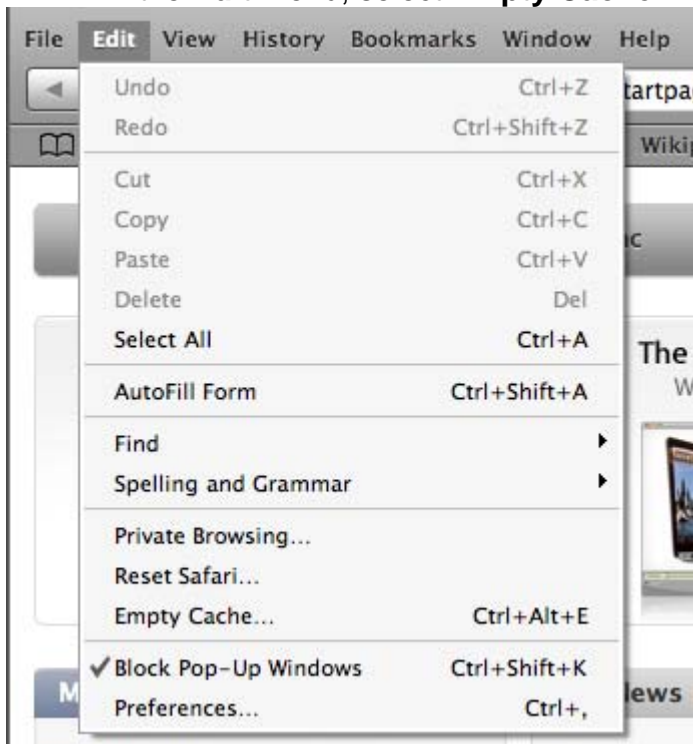 File Edit View History Bookmarks Window Help
Undo Ctrl+Z
Redo Ctrl+Shift+Z
Cut Ctrl+X
Copy Ctrl+C
Paste Ctrl+V
Delete Del
Select All Ctrl+A
The
AutoFill Form Ctrl+Shift+A
Find
Spelling and Grammar
Private Browsing...
Reset Safari...
Empty Cache... Ctrl+Alt+E
Block Pop-Up Windows Ctrl+Shift+K
Preferences... Ctrl+,